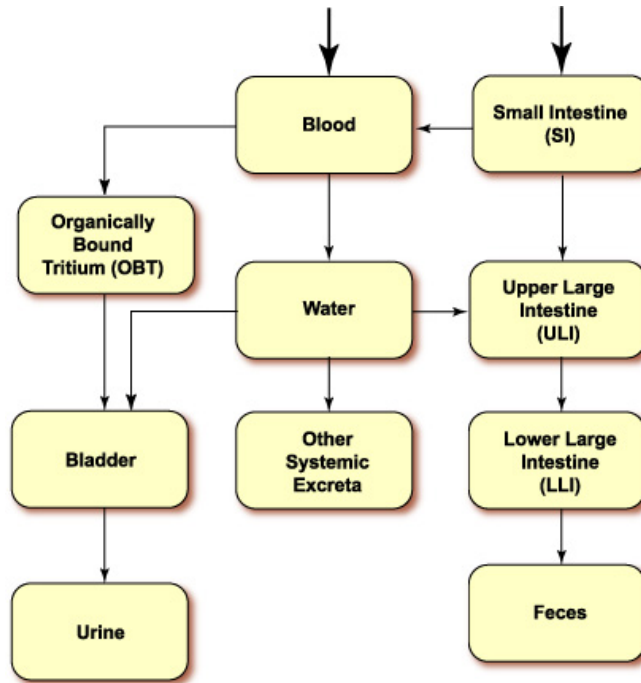 Blood
Small Intestine
(SI)
Organically
Bound
Tritium (OBT)
Water
Upper Large
Intestine
(ULI)
Bladder
Other
Systemic
Excreta
Lower Large
Intestine
(LLI)
Urine
Feces